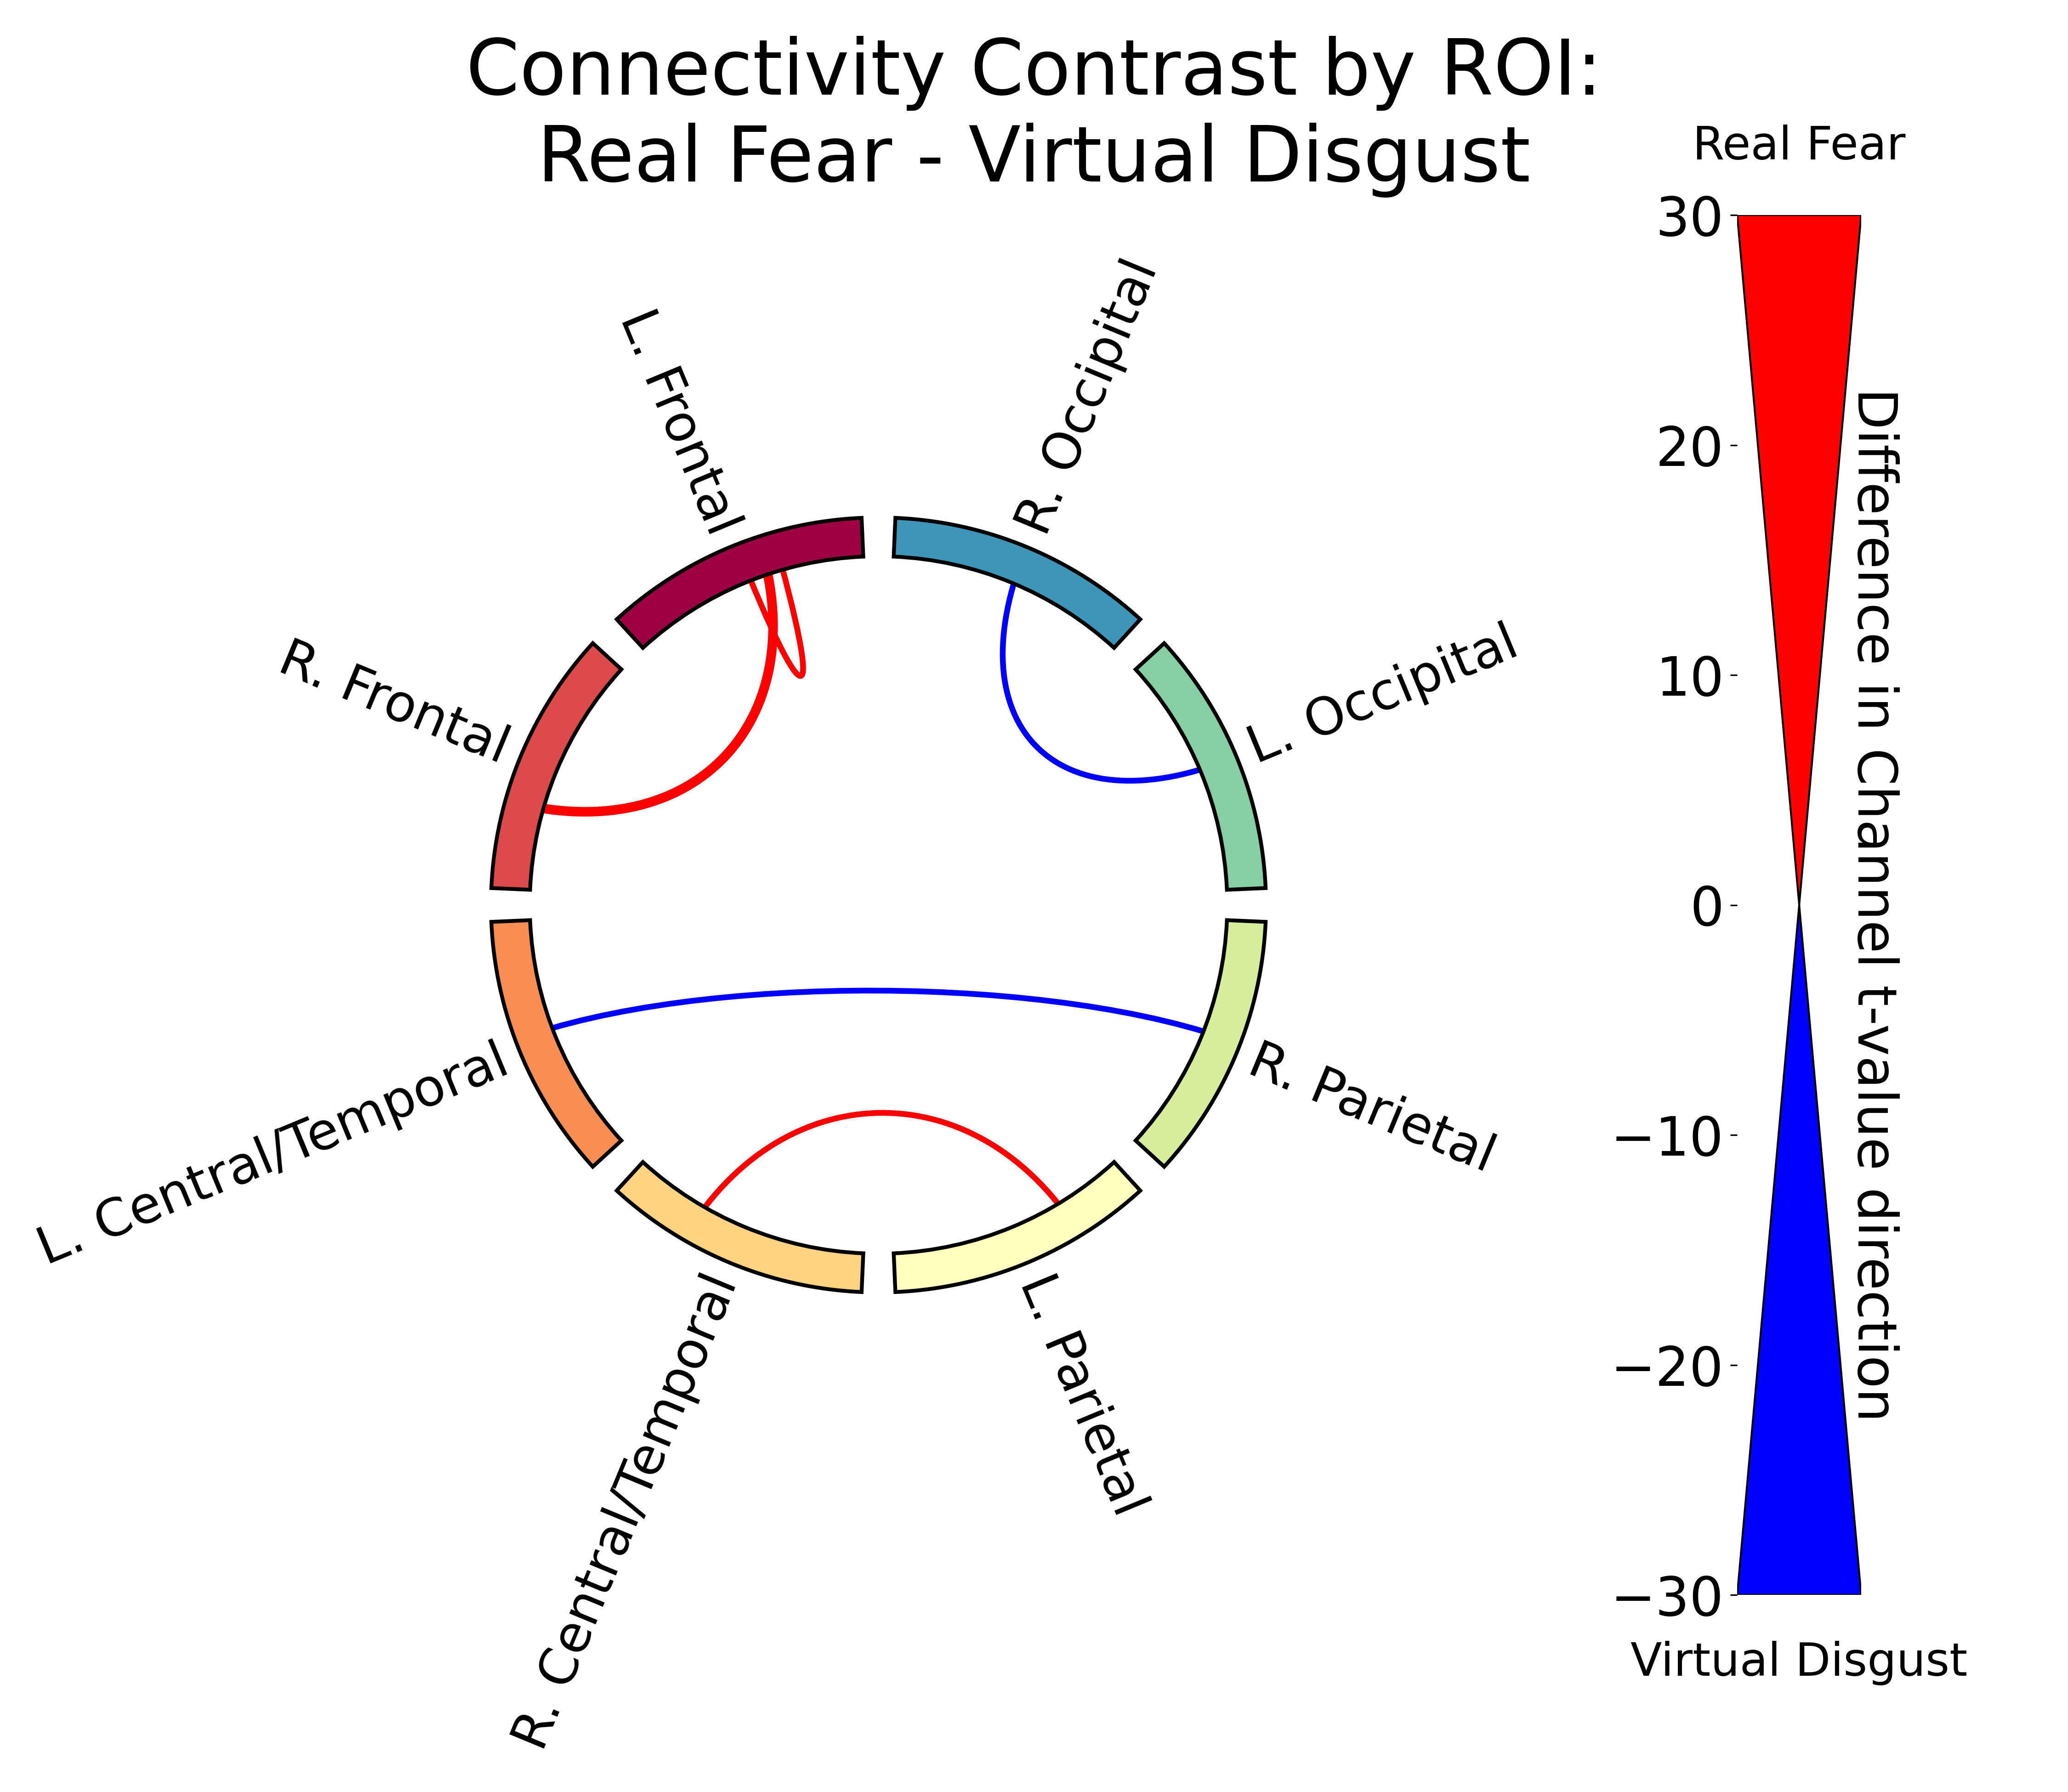 Connectivity Contrast by ROI:
Real Fear - Virtual Disgust
Real Fear
30
20
10
0
−10
−20
−30
Virtual Disgust
Difference in Channel t-value direction
R. Occipital
L. Frontal
L. Occipital
R. Frontal
R. Parietal
L. Central/Temporal
L. Parietal
R. Central/Temporal